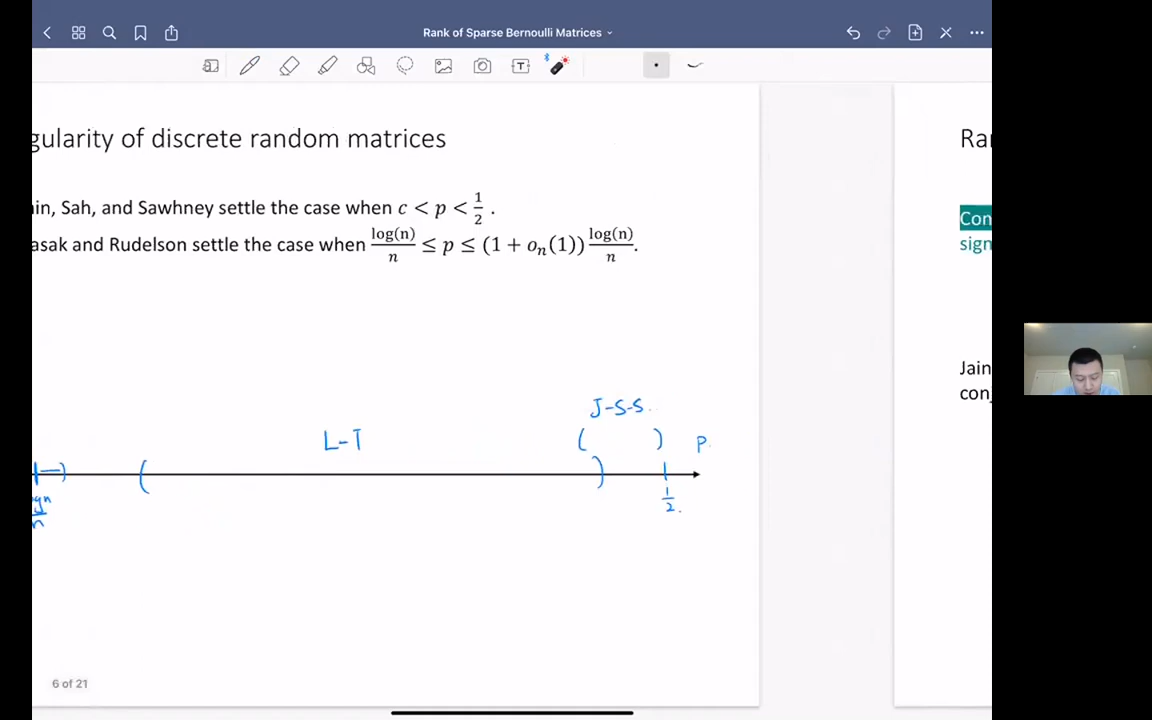 Rank of Sparse Bernoulli Matrices
gularity of discrete random matrices
in, Sah, and Sawhney settle the case when c < p < 1/2 .
asak and Rudelson settle the case when log(n)/n ≤ p ≤ (1 + oₙ(1)) log(n)/n.
J-S-S.
L-T
( ) p.
1/2.
6 of 21
Ra
Con
sign
Jain
con